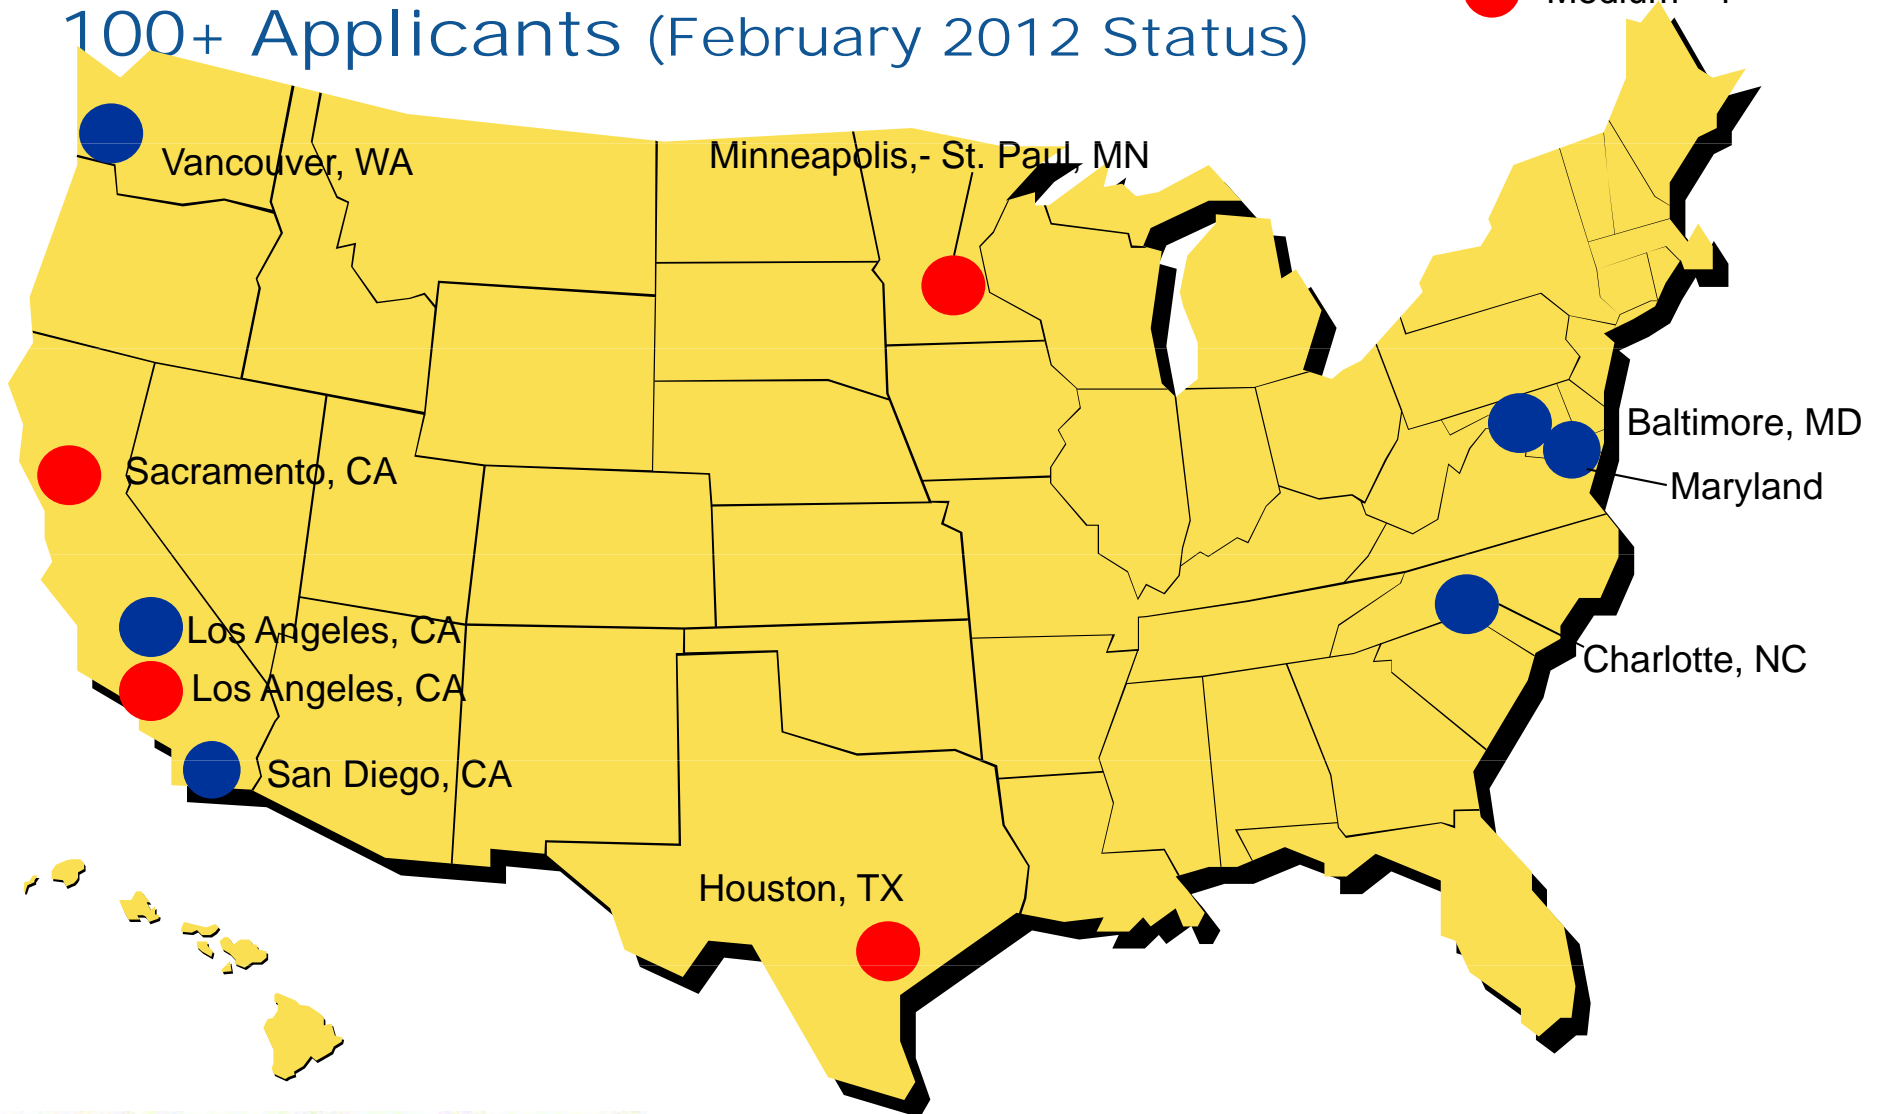 100+ Applicants (February 2012 Status)
Vancouver, WA
Minneapolis,- St. Paul, MN
Baltimore, MD
Sacramento, CA
Maryland
Los Angeles, CA
Charlotte, NC
Los Angeles, CA
San Diego, CA
Houston, TX